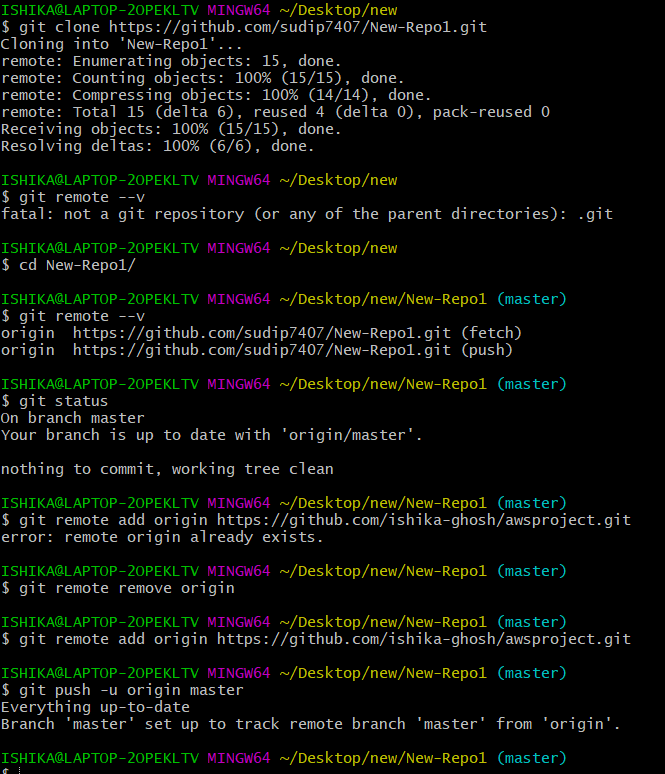 ISHIKA@LAPTOP-2OPEKLTV MINGW64 ~/Desktop/new
$ git clone https://github.com/sudip7407/New-Repo1.git
Cloning into 'New-Repo1'...
remote: Enumerating objects: 15, done.
remote: Counting objects: 100% (15/15), done.
remote: Compressing objects: 100% (14/14), done.
remote: Total 15 (delta 6), reused 4 (delta 0), pack-reused 0
Receiving objects: 100% (15/15), done.
Resolving deltas: 100% (6/6), done.

ISHIKA@LAPTOP-2OPEKLTV MINGW64 ~/Desktop/new
$ git remote --v
fatal: not a git repository (or any of the parent directories): .git

ISHIKA@LAPTOP-2OPEKLTV MINGW64 ~/Desktop/new
$ cd New-Repo1/

ISHIKA@LAPTOP-2OPEKLTV MINGW64 ~/Desktop/new/New-Repo1 (master)
$ git remote --v
origin  https://github.com/sudip7407/New-Repo1.git (fetch)
origin  https://github.com/sudip7407/New-Repo1.git (push)

ISHIKA@LAPTOP-2OPEKLTV MINGW64 ~/Desktop/new/New-Repo1 (master)
$ git status
On branch master
Your branch is up to date with 'origin/master'.

nothing to commit, working tree clean

ISHIKA@LAPTOP-2OPEKLTV MINGW64 ~/Desktop/new/New-Repo1 (master)
$ git remote add origin https://github.com/ishika-ghosh/awsproject.git
error: remote origin already exists.

ISHIKA@LAPTOP-2OPEKLTV MINGW64 ~/Desktop/new/New-Repo1 (master)
$ git remote remove origin

ISHIKA@LAPTOP-2OPEKLTV MINGW64 ~/Desktop/new/New-Repo1 (master)
$ git remote add origin https://github.com/ishika-ghosh/awsproject.git

ISHIKA@LAPTOP-2OPEKLTV MINGW64 ~/Desktop/new/New-Repo1 (master)
$ git push -u origin master
Everything up-to-date
Branch 'master' set up to track remote branch 'master' from 'origin'.

ISHIKA@LAPTOP-2OPEKLTV MINGW64 ~/Desktop/new/New-Repo1 (master)
$